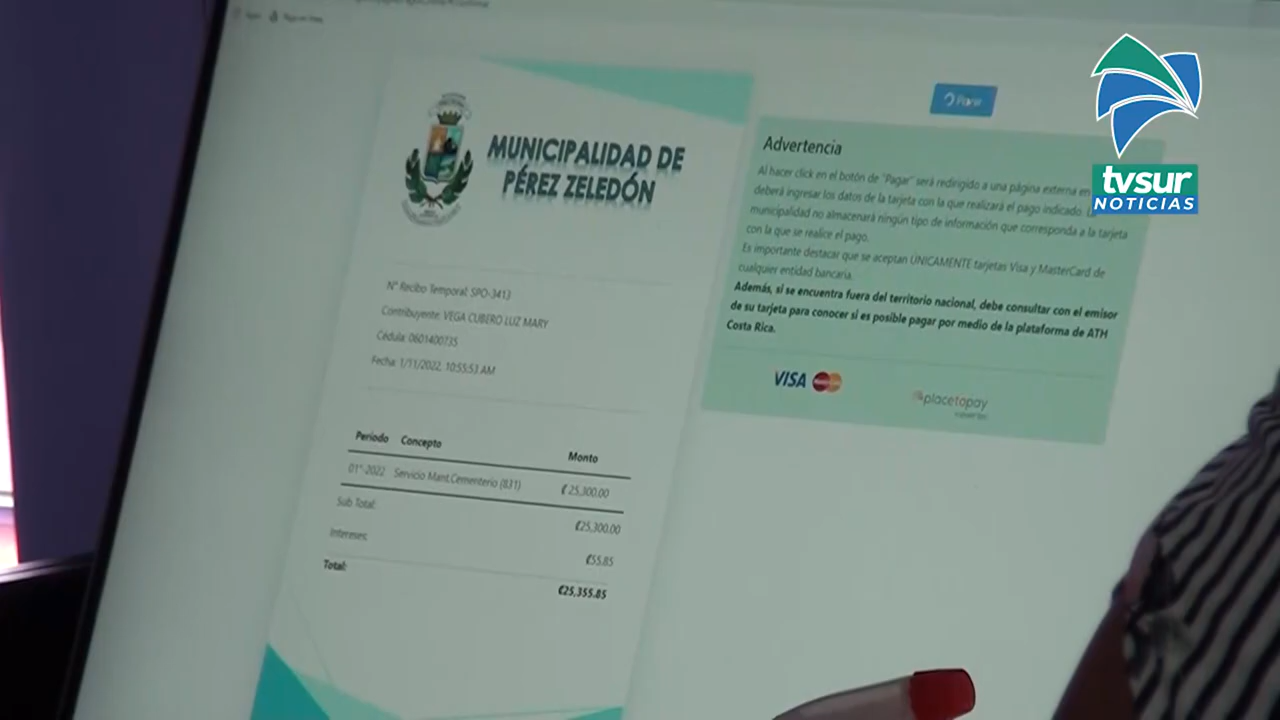 MUNICIPALIDAD DE
PÉREZ ZELEDÓN
N° Recibo Temporal: SPO-3413
Contribuyente: VEGA CUBERO LUZ MARY
Cédula: 0601400735
Fecha: 1/11/2022, 10:55:53 AM
Periodo Concepto Monto
01°-2022 Servicio Mant.Cementerio (831) ₡ 25,300.00
Sub Total: ₡25,300.00
Intereses: ₡55.85
Total: ₡25,355.85
Pagar
Advertencia
Al hacer click en el botón de "Pagar" será redirigido a una página externa en
deberá ingresar los datos de la tarjeta con la que realizará el pago indicado.
municipalidad no almacenará ningún tipo de información que corresponda a la tarjeta
con la que se realice el pago.
Es importante destacar que se aceptan ÚNICAMENTE tarjetas Visa y MasterCard de
cualquier entidad bancaria.
Además, si se encuentra fuera del territorio nacional, debe consultar con el emisor
de su tarjeta para conocer si es posible pagar por medio de la plataforma de ATH
Costa Rica.
VISA
placetopay
tvsur
NOTICIAS